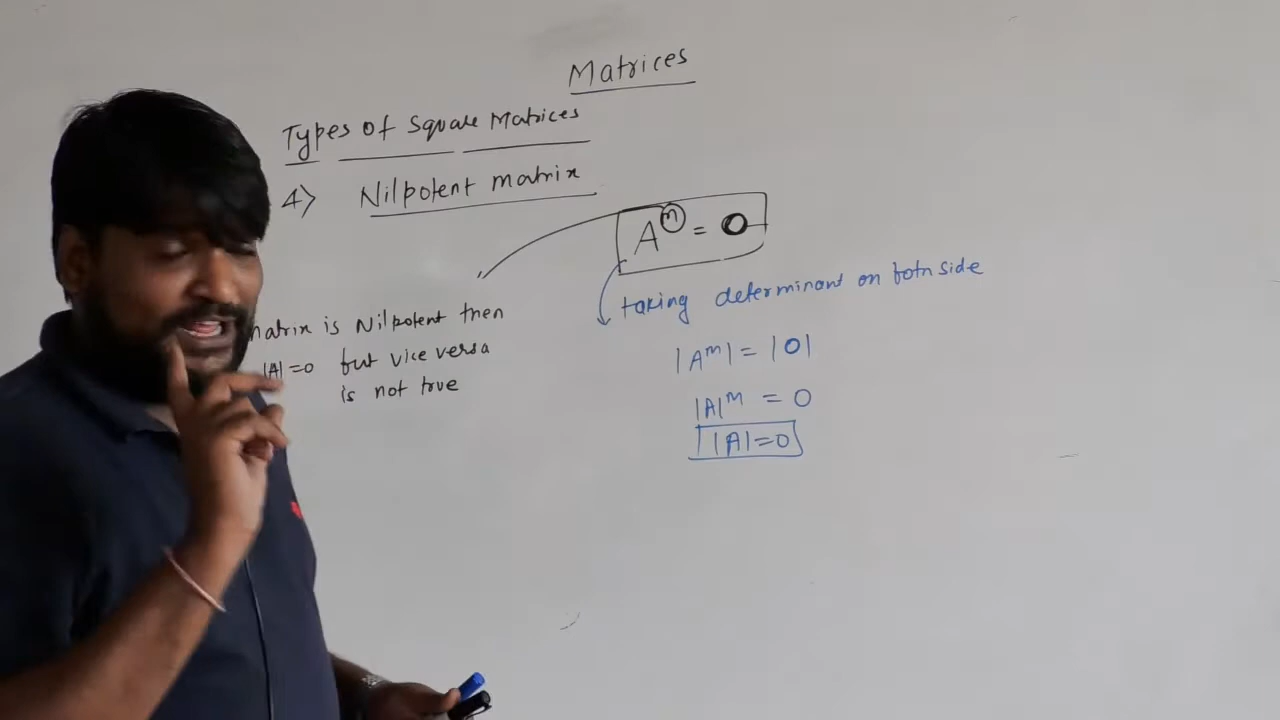 Matrices
Types of Square Matrices
4> Nilpotent matrix
A^m = 0
taking determinant on both side
matrix is Nilpotent then
|A|=0 but vice versa
is not true
|A^m| = |0|
|A|^m = 0
|A|=0